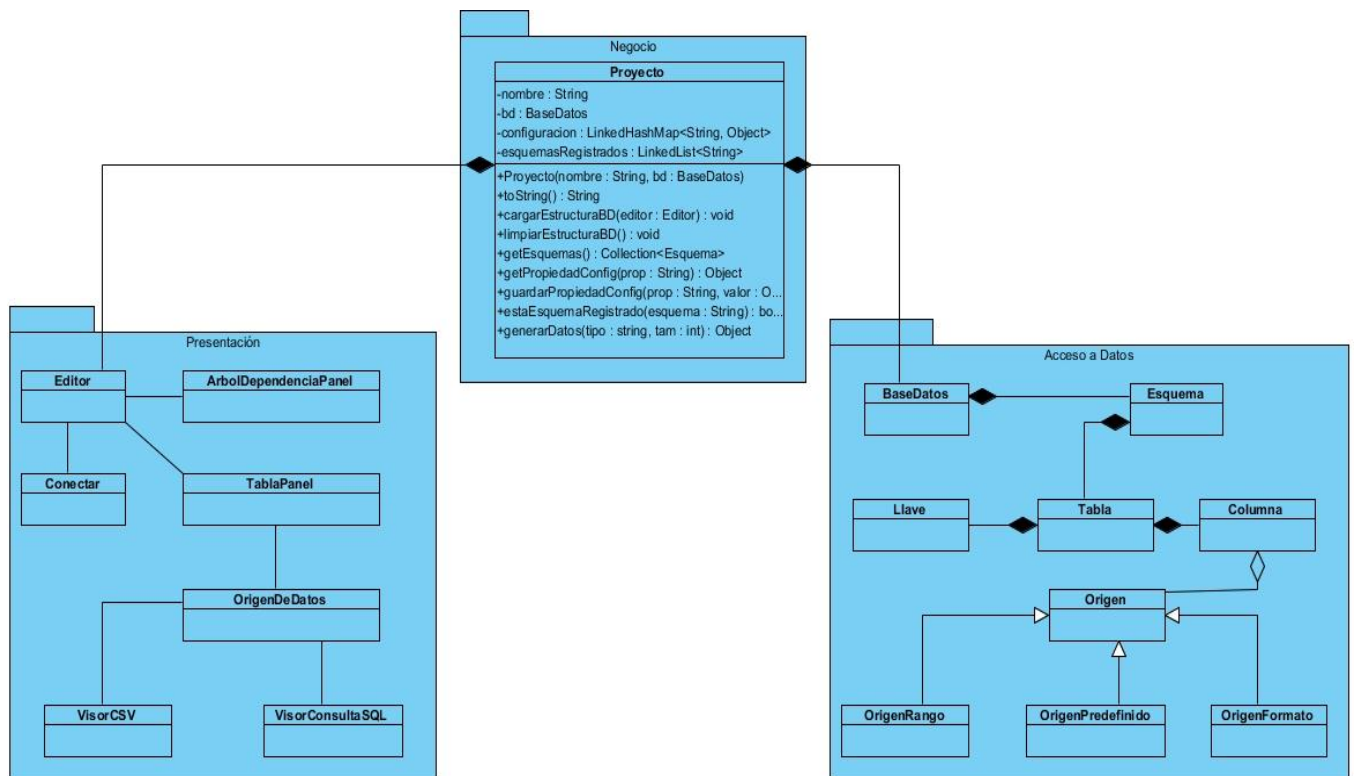 Negocio
Proyecto
-nombre : String
-bd : BaseDatos
-configuracion : LinkedHashMap<String, Object>
-esquemasRegistrados : LinkedList<String>
+Proyecto(nombre : String, bd : BaseDatos)
+toString() : String
+cargarEstructuraBD(editor : Editor) : void
+limpiarEstructuraBD() : void
+getEsquemas() : Collection<Esquema>
+getPropiedadConfig(prop : String) : Object
+guardarPropiedadConfig(prop : String, valor : O...
+estaEsquemaRegistrado(esquema : String) : bo...
+generarDatos(tipo : string, tam : int) : Object
Presentación
Editor
ArbolDependenciaPanel
Conectar
TablaPanel
OrigenDeDatos
VisorCSV
VisorConsultaSQL
Acceso a Datos
BaseDatos
Esquema
Llave
Tabla
Columna
Origen
OrigenRango
OrigenPredefinido
OrigenFormato